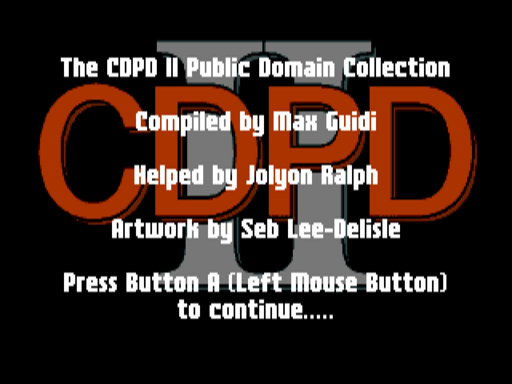 II
CDPD
The CDPD II Public Domain Collection
Compiled by Max Guidi
Helped by Jolyon Ralph
Artwork by Seb Lee-Delisle
Press Button A (Left Mouse Button)
to continue.....